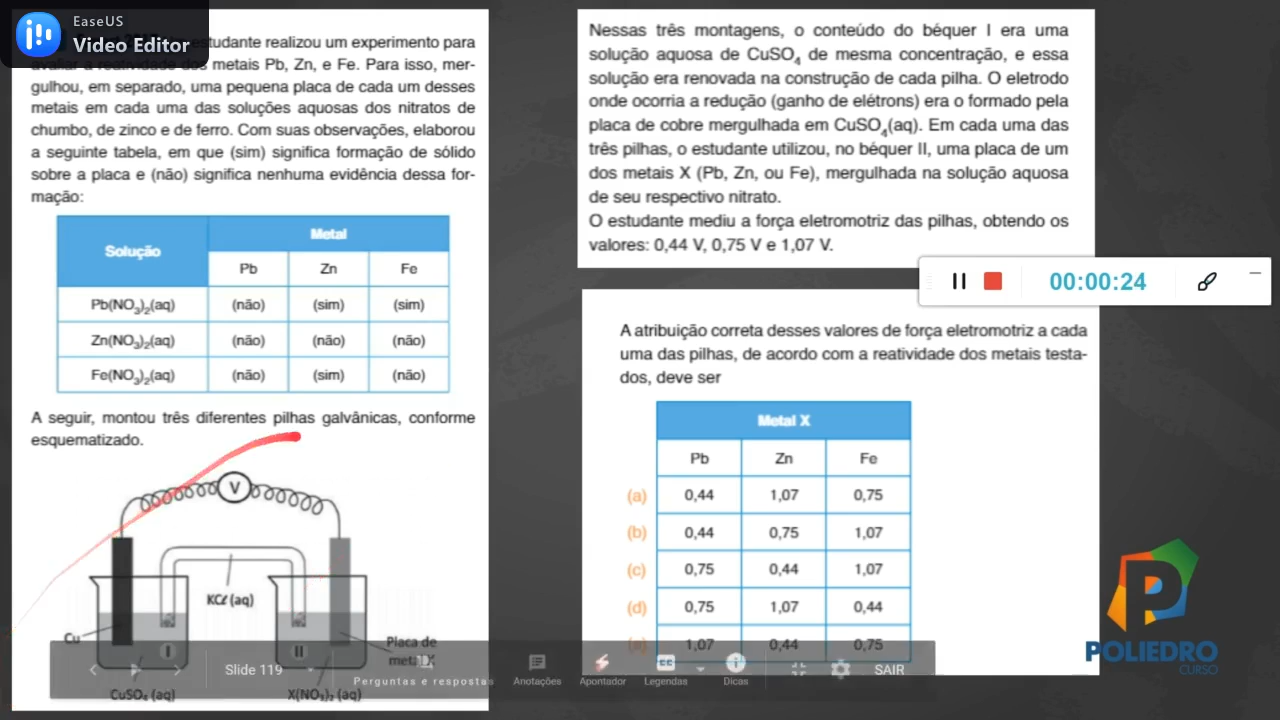 EaseUS
Video Editor
estudante realizou um experimento para
avaliar a reatividade dos metais Pb, Zn, e Fe. Para isso, mer-
gulhou, em separado, uma pequena placa de cada um desses
metais em cada uma das soluções aquosas dos nitratos de
chumbo, de zinco e de ferro. Com suas observações, elaborou
a seguinte tabela, em que (sim) significa formação de sólido
sobre a placa e (não) significa nenhuma evidência dessa for-
mação:
Solução Metal
Pb Zn Fe
Pb(NO₃)₂(aq) (não) (sim) (sim)
Zn(NO₃)₂(aq) (não) (não) (não)
Fe(NO₃)₂(aq) (não) (sim) (não)
A seguir, montou três diferentes pilhas galvânicas, conforme
esquematizado.
V
KCℓ (aq)
Cu
I
II
Placa de
metal X
CuSO₄ (aq)
X(NO₃)₂ (aq)
Nessas três montagens, o conteúdo do béquer I era uma
solução aquosa de CuSO₄ de mesma concentração, e essa
solução era renovada na construção de cada pilha. O eletrodo
onde ocorria a redução (ganho de elétrons) era o formado pela
placa de cobre mergulhada em CuSO₄(aq). Em cada uma das
três pilhas, o estudante utilizou, no béquer II, uma placa de um
dos metais X (Pb, Zn, ou Fe), mergulhada na solução aquosa
de seu respectivo nitrato.
O estudante mediu a força eletromotriz das pilhas, obtendo os
valores: 0,44 V, 0,75 V e 1,07 V.
00:00:24
A atribuição correta desses valores de força eletromotriz a cada
uma das pilhas, de acordo com a reatividade dos metais testa-
dos, deve ser
Metal X
Pb Zn Fe
(a) 0,44 1,07 0,75
(b) 0,44 0,75 1,07
(c) 0,75 0,44 1,07
(d) 0,75 1,07 0,44
(e) 1,07 0,44 0,75
Slide 119
Perguntas e respostas
Anotações
Apontador
CC
Legendas
Dicas
SAIR
POLIEDRO
CURSO